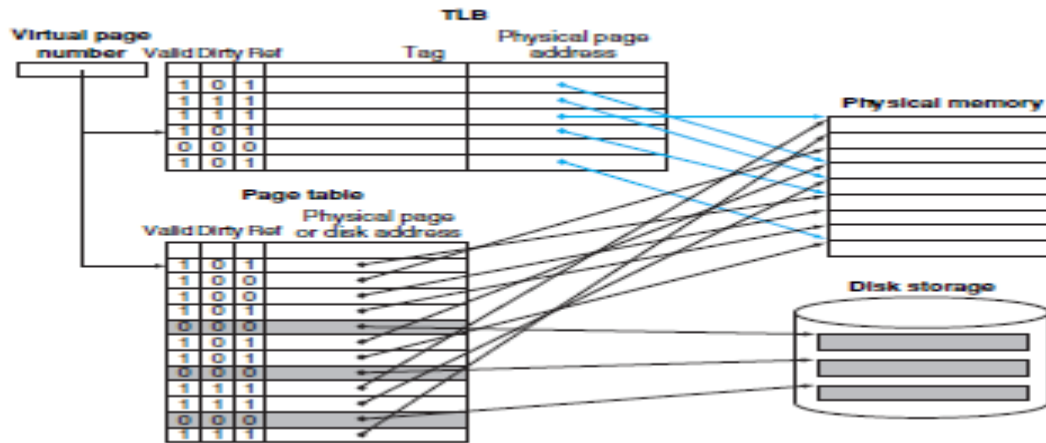 TLB
Virtual page
number
Valid Dirty Ref
Tag
Physical page
address
1 0 1
1 1 1
1 1 1
1 0 1
0 0 0
1 0 1
Physical memory
Page table
Valid Dirty Ref
Physical page
or disk address
1 0 1
1 0 0
1 0 0
1 0 1
0 0 0
1 0 1
1 0 1
0 0 0
1 1 1
1 1 1
0 0 0
1 1 1
Disk storage